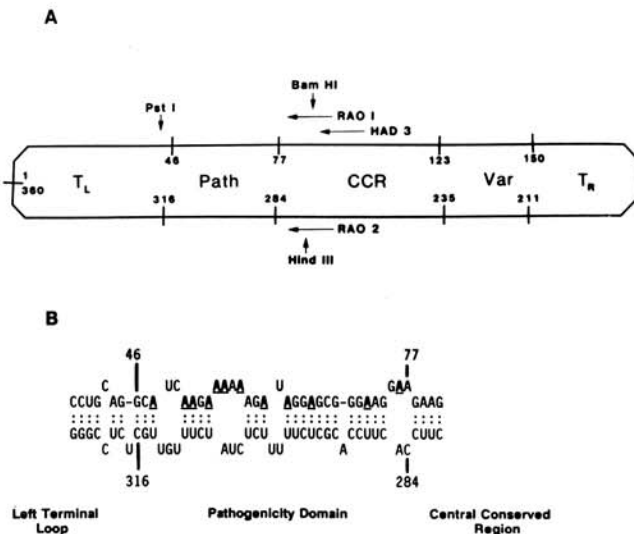 A
Bam HI
Pst I
RAO I
HAD 3
46 77 123 150
1
360
T_L Path CCR Var T_R
316 284 235 211
RAO 2
Hind III
B
46 77
C UC AAAA U GA
CCUG AG-GCA AAGA AGA AGGAGCG-GGAAG GAAG
GGGC UC CGU UUCU UCU UUCUCGC CCUUC CUUC
C U UGU AUC UU A AC
316 284
Left Terminal Loop
Pathogenicity Domain
Central Conserved Region